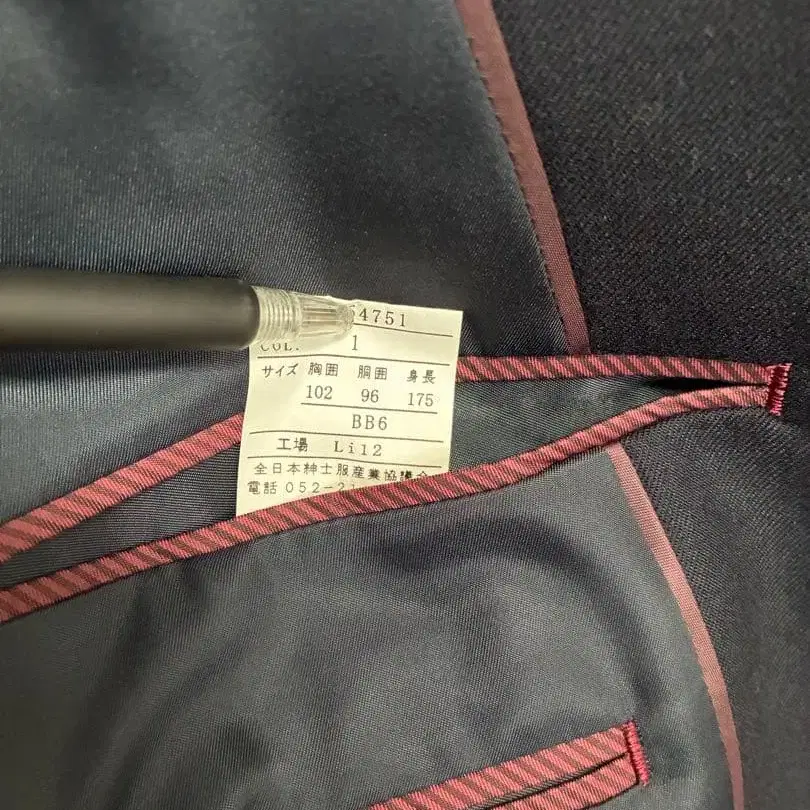 4751
COL. 1
サイズ 胸囲 胴囲 身長
102 96 175
BB6
工場 Li12
全日本紳士服産業協議会
電話 052-21